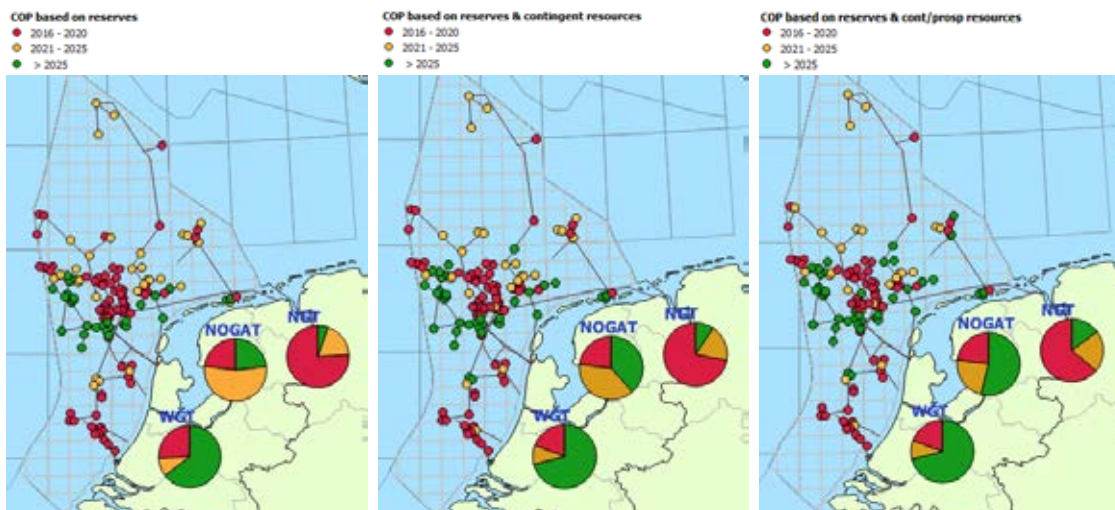 COP based on reserves
2016 - 2020
2021 - 2025
> 2025
NOGAT
NGT
WGT
COP based on reserves & contingent resources
2016 - 2020
2021 - 2025
> 2025
NOGAT
NGT
WGT
COP based on reserves & cont/prosp resources
2016 - 2020
2021 - 2025
> 2025
NOGAT
NGT
WGT